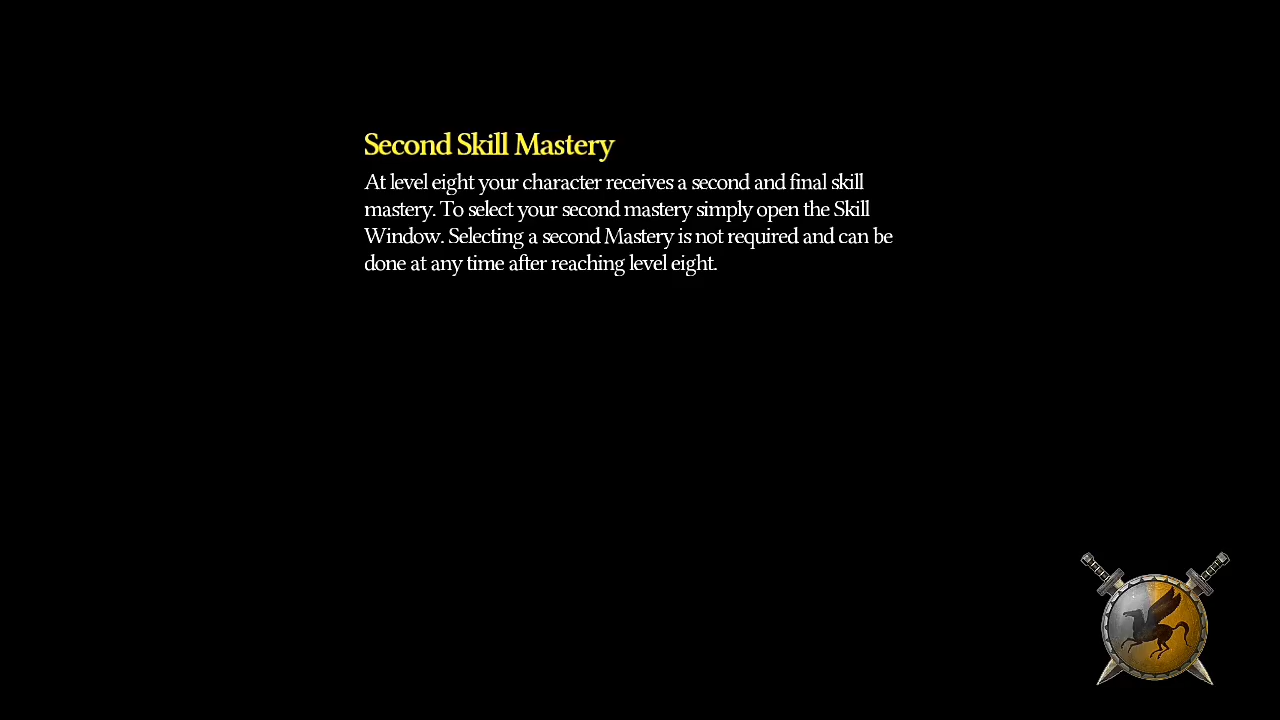 Second Skill Mastery
At level eight your character receives a second and final skill
mastery. To select your second mastery simply open the Skill
Window. Selecting a second Mastery is not required and can be
done at any time after reaching level eight.